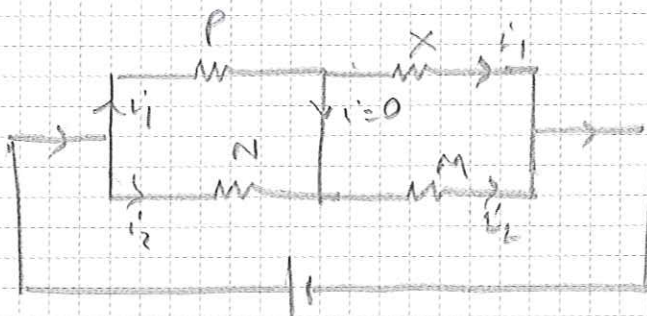 P X i₁
i₁ i=0
N M
i₂ i₂